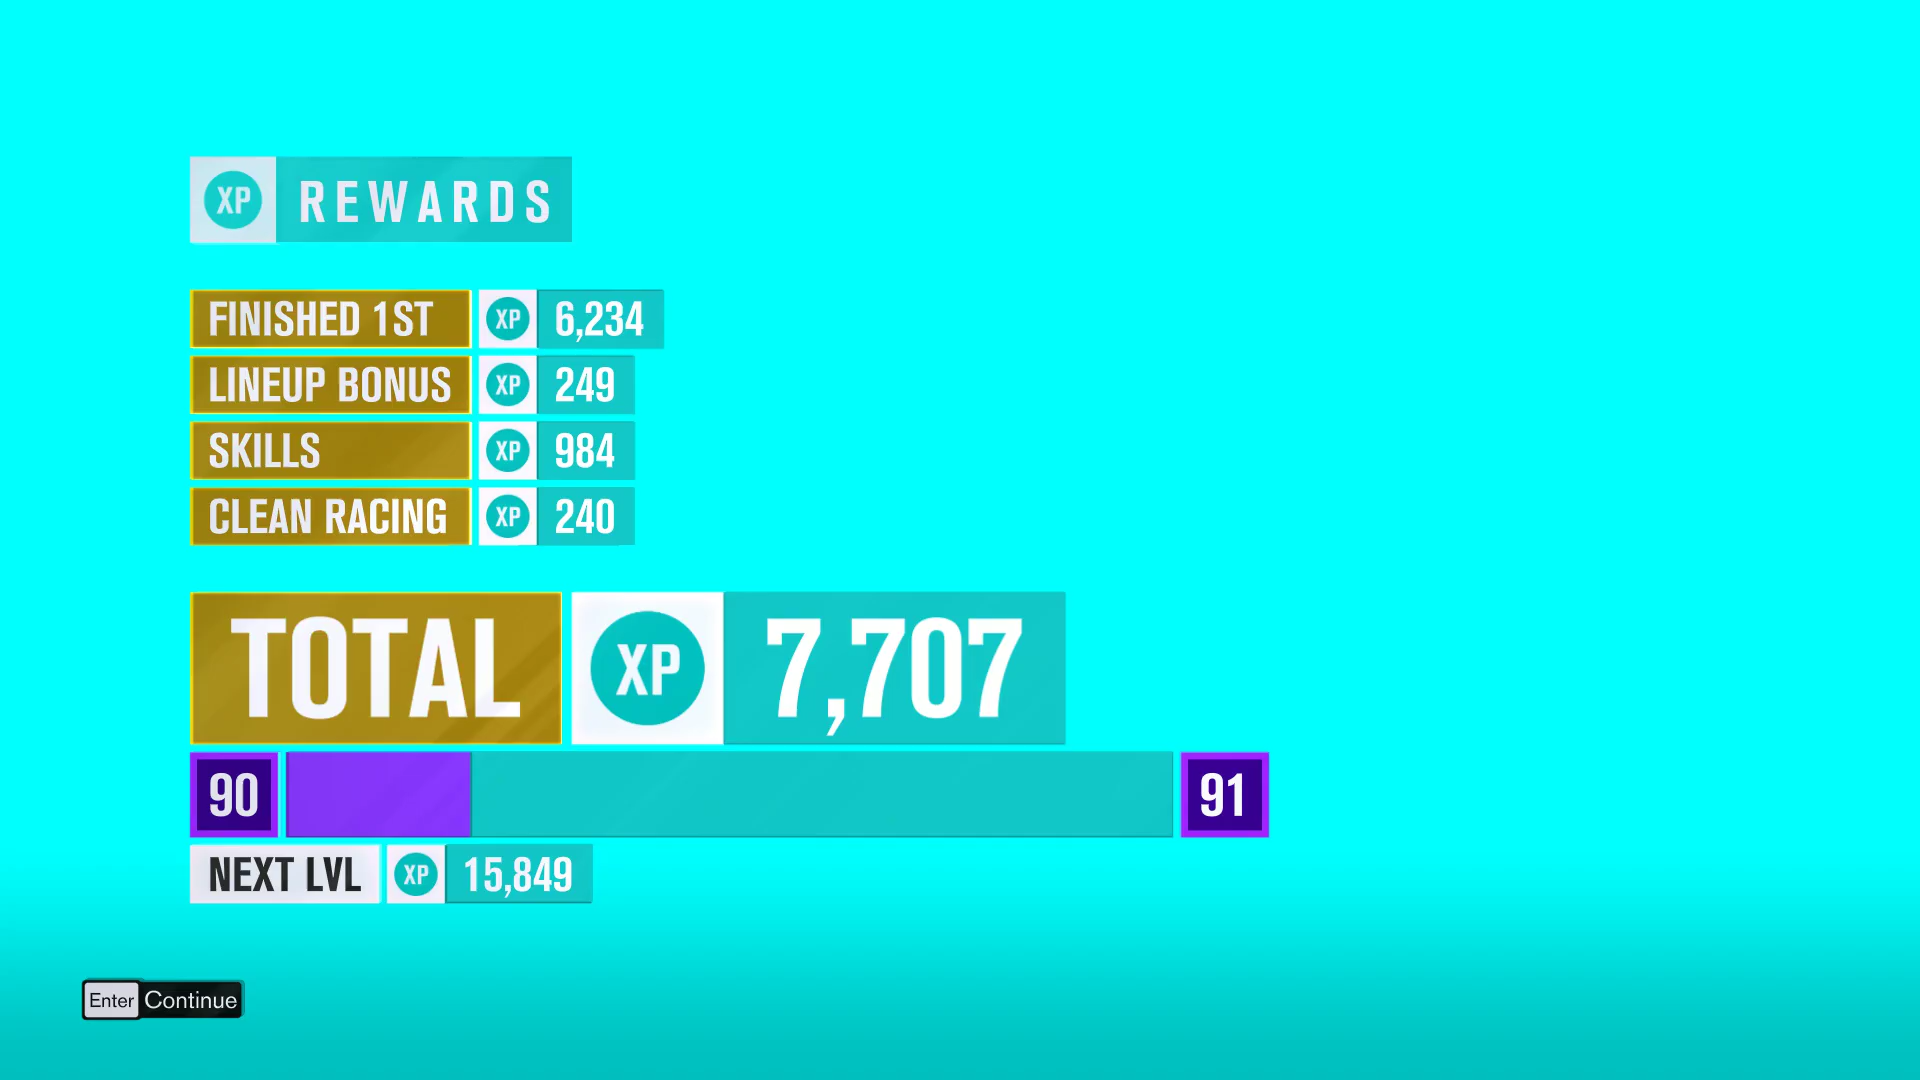 XP REWARDS
FINISHED 1ST XP 6,234
LINEUP BONUS XP 249
SKILLS XP 984
CLEAN RACING XP 240
TOTAL XP 7,707
90 91
NEXT LVL XP 15,849
Enter Continue